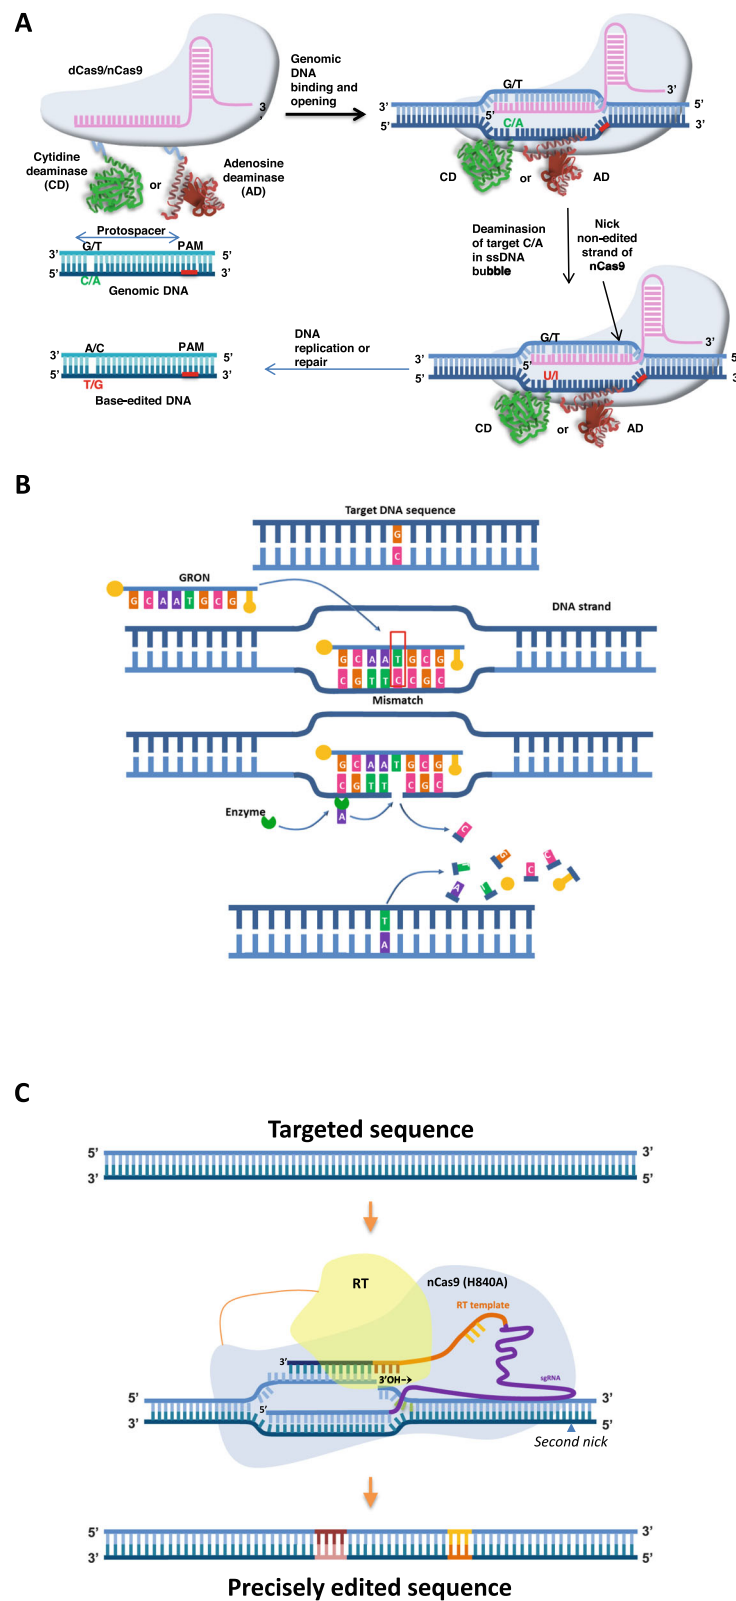 A
dCas9/nCas9
3'
,
Cytidine
deaminase
(CD)
or
Adenosine
deaminase
(AD)
Protospacer
G/T
PAM
3'
5'
5'
3'
C/A
Genomic DNA
Genomic
DNA
binding and
opening
G/T
3'
5'
5'
C/A
3'
CD
or
AD
Deaminasion
of target C/A
in ssDNA
bubble
Nick
non-edited
strand of
nCas9
G/T
3'
3'
5'
5'
5'
U/I
3'
CD
or
AD
DNA
replication or
repair
A/C
PAM
3'
5'
5'
3'
T/G
Base-edited DNA
B
Target DNA sequence
G
C
GRON
G C A A T G C G
DNA strand
G C A A T G C G
C G T T C C G C
Mismatch
G C A A T G C G
C G T T C G C
Enzyme
A
C
G
C
C
A
T
A
C
Targeted sequence
5'
3'
3'
5'
RT
nCas9 (H840A)
RT template
3'
3'OH
sgRNA
5'
3'
5'
3'
5'
Second nick
5'
3'
3'
5'
Precisely edited sequence